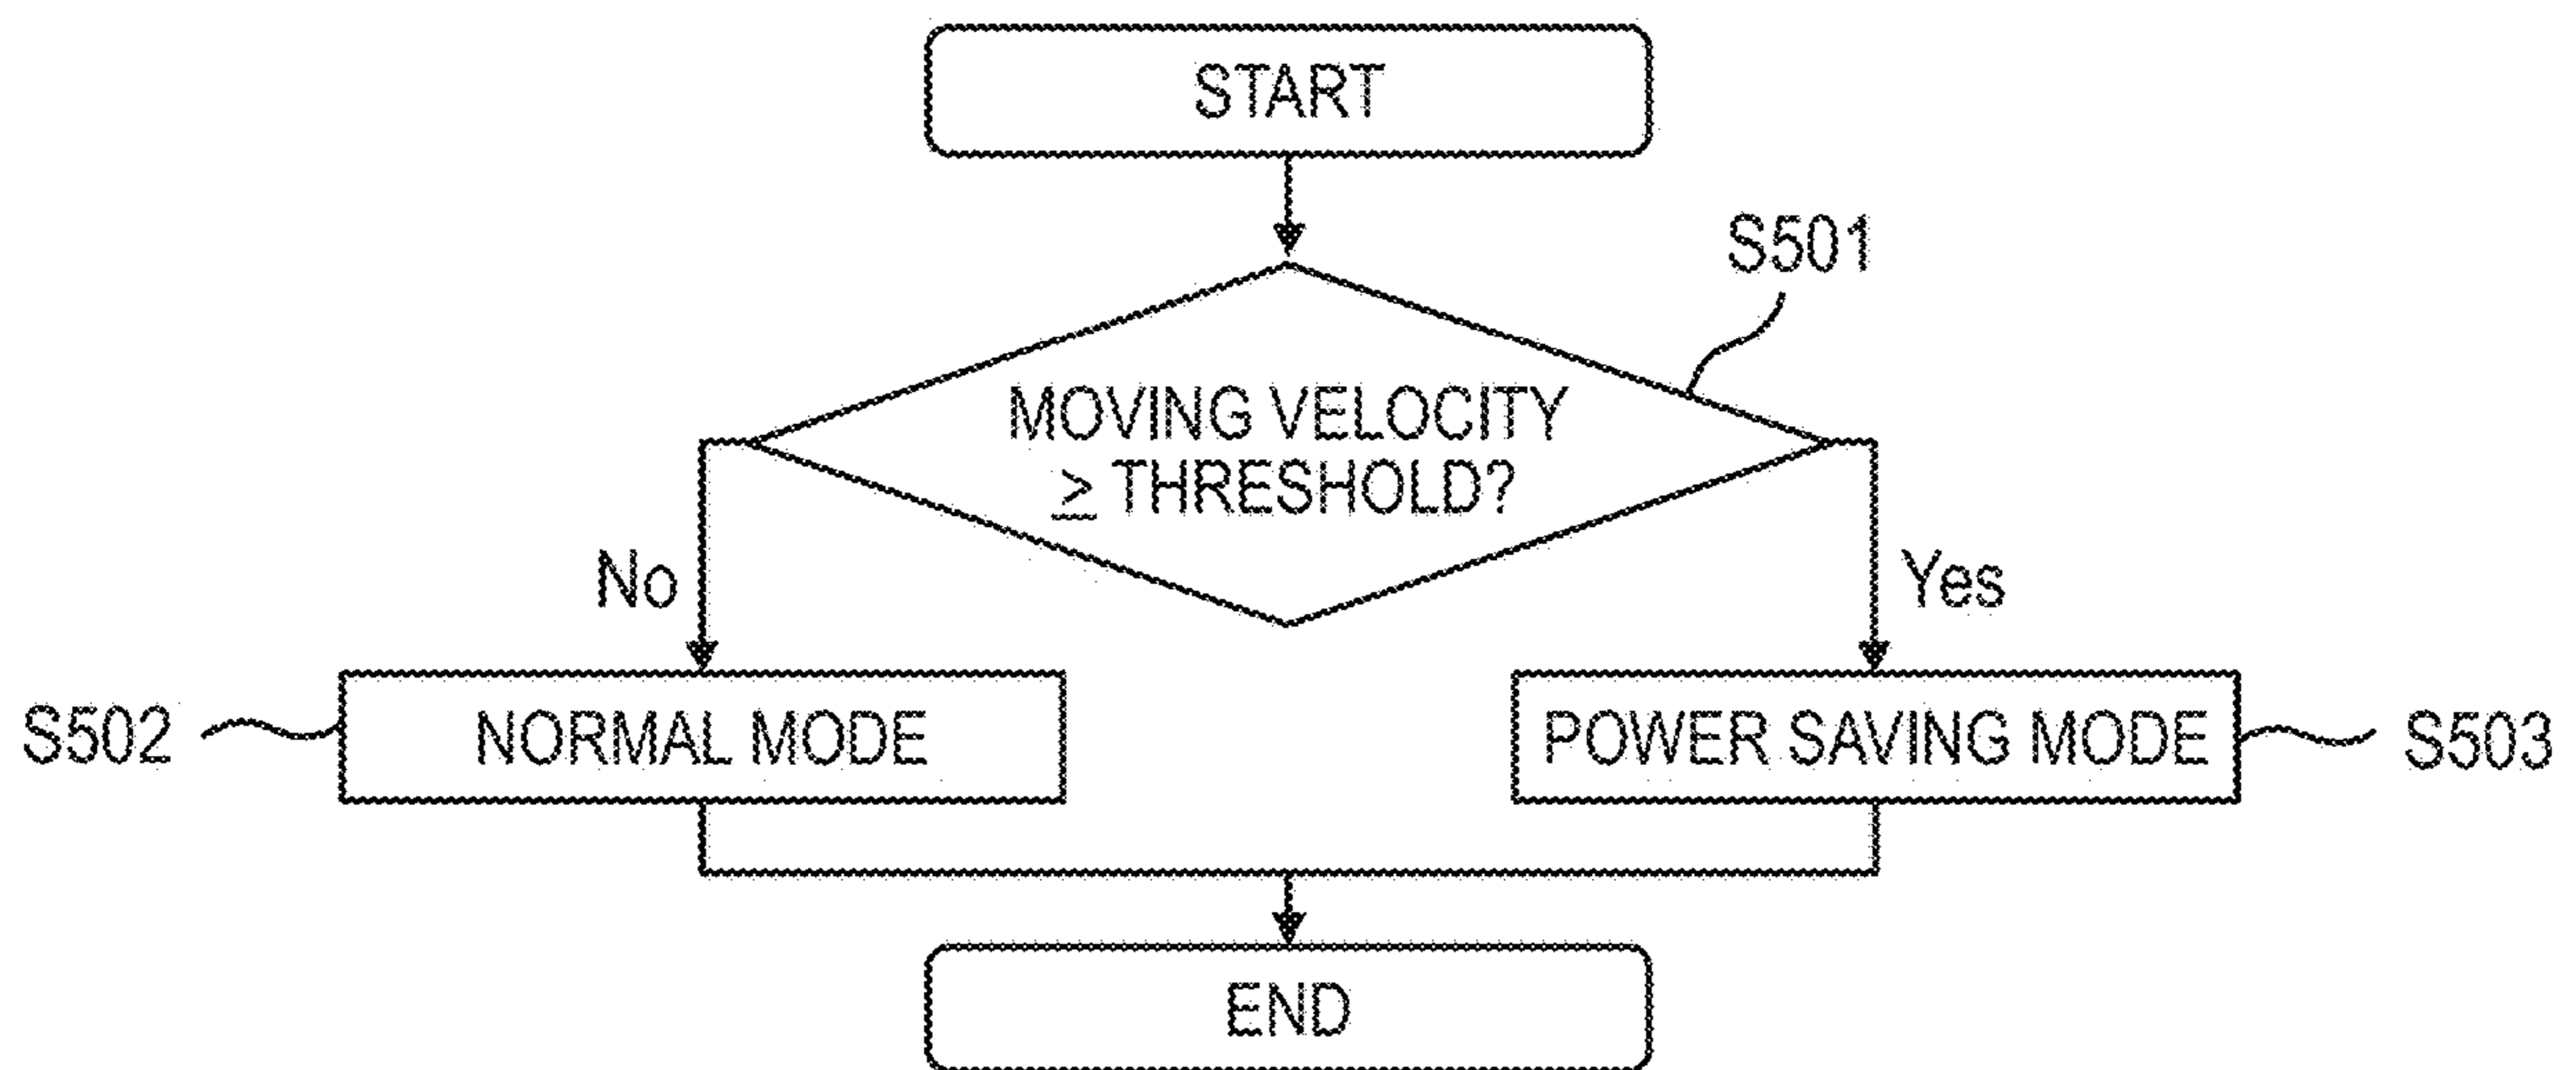 START
S501
MOVING VELOCITY
≥ THRESHOLD?
No
Yes
S502
NORMAL MODE
POWER SAVING MODE
S503
END